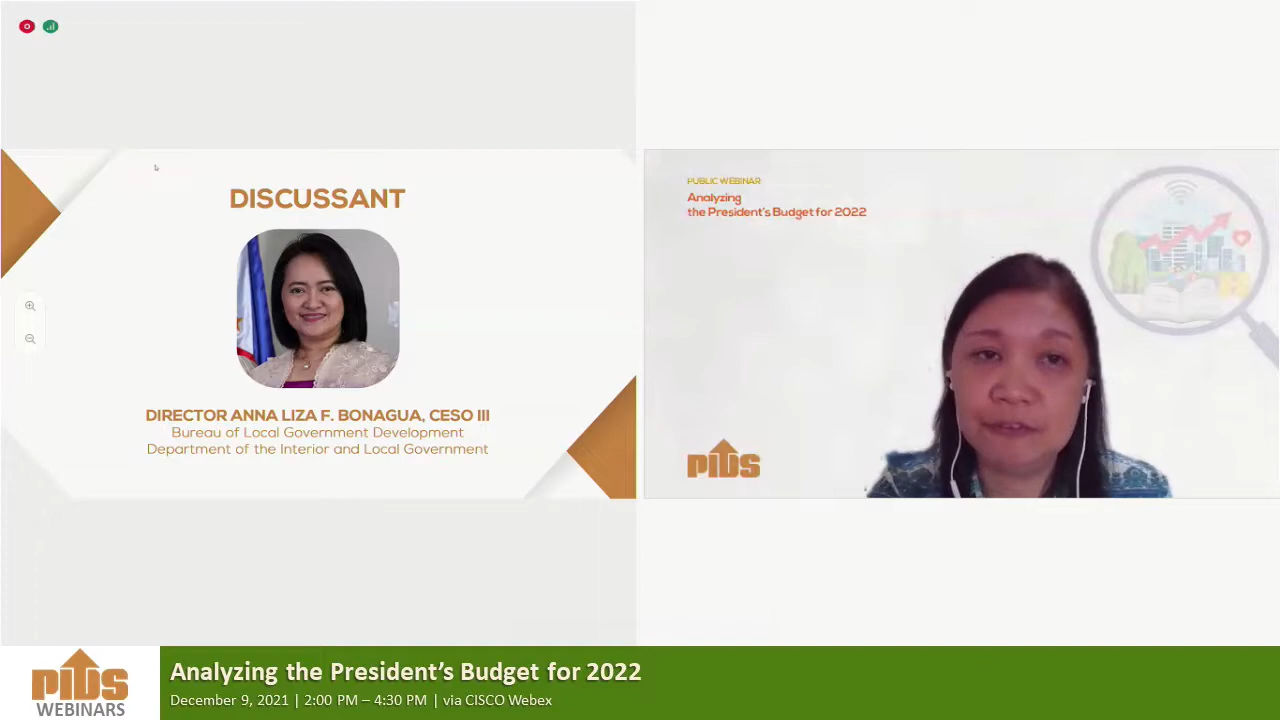 DISCUSSANT
DIRECTOR ANNA LIZA F. BONAGUA, CESO III
Bureau of Local Government Development
Department of the Interior and Local Government
PUBLIC WEBINAR
Analyzing
the President's Budget for 2022
PIDS
PIDS
WEBINARS
Analyzing the President's Budget for 2022
December 9, 2021 | 2:00 PM – 4:30 PM | via CISCO Webex